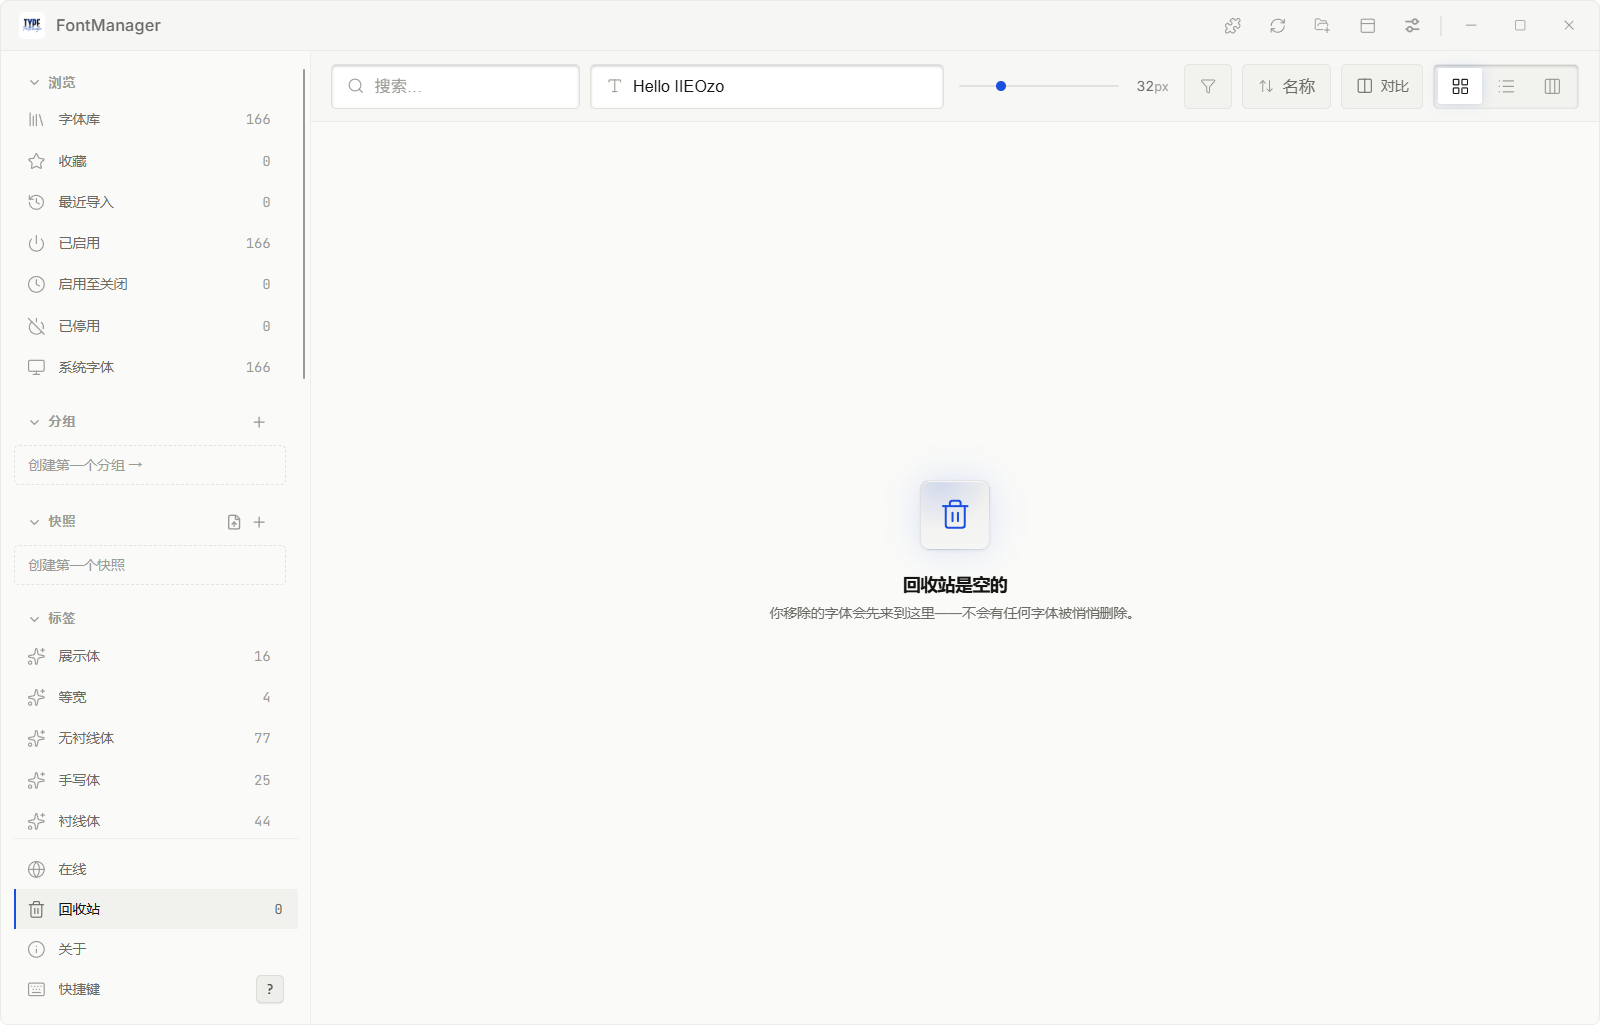 TYPE
FontManager
浏览
字体库 166
收藏 0
最近导入 0
已启用 166
启用至关闭 0
已停用 0
系统字体 166
分组
创建第一个分组 →
快照
创建第一个快照
标签
展示体 16
等宽 4
无衬线体 77
手写体 25
衬线体 44
在线
回收站 0
关于
快捷键 ?
搜索...
Hello IlEOzo
32px
名称
对比
回收站是空的
你移除的字体会先来到这里——不会有任何字体被悄悄删除。